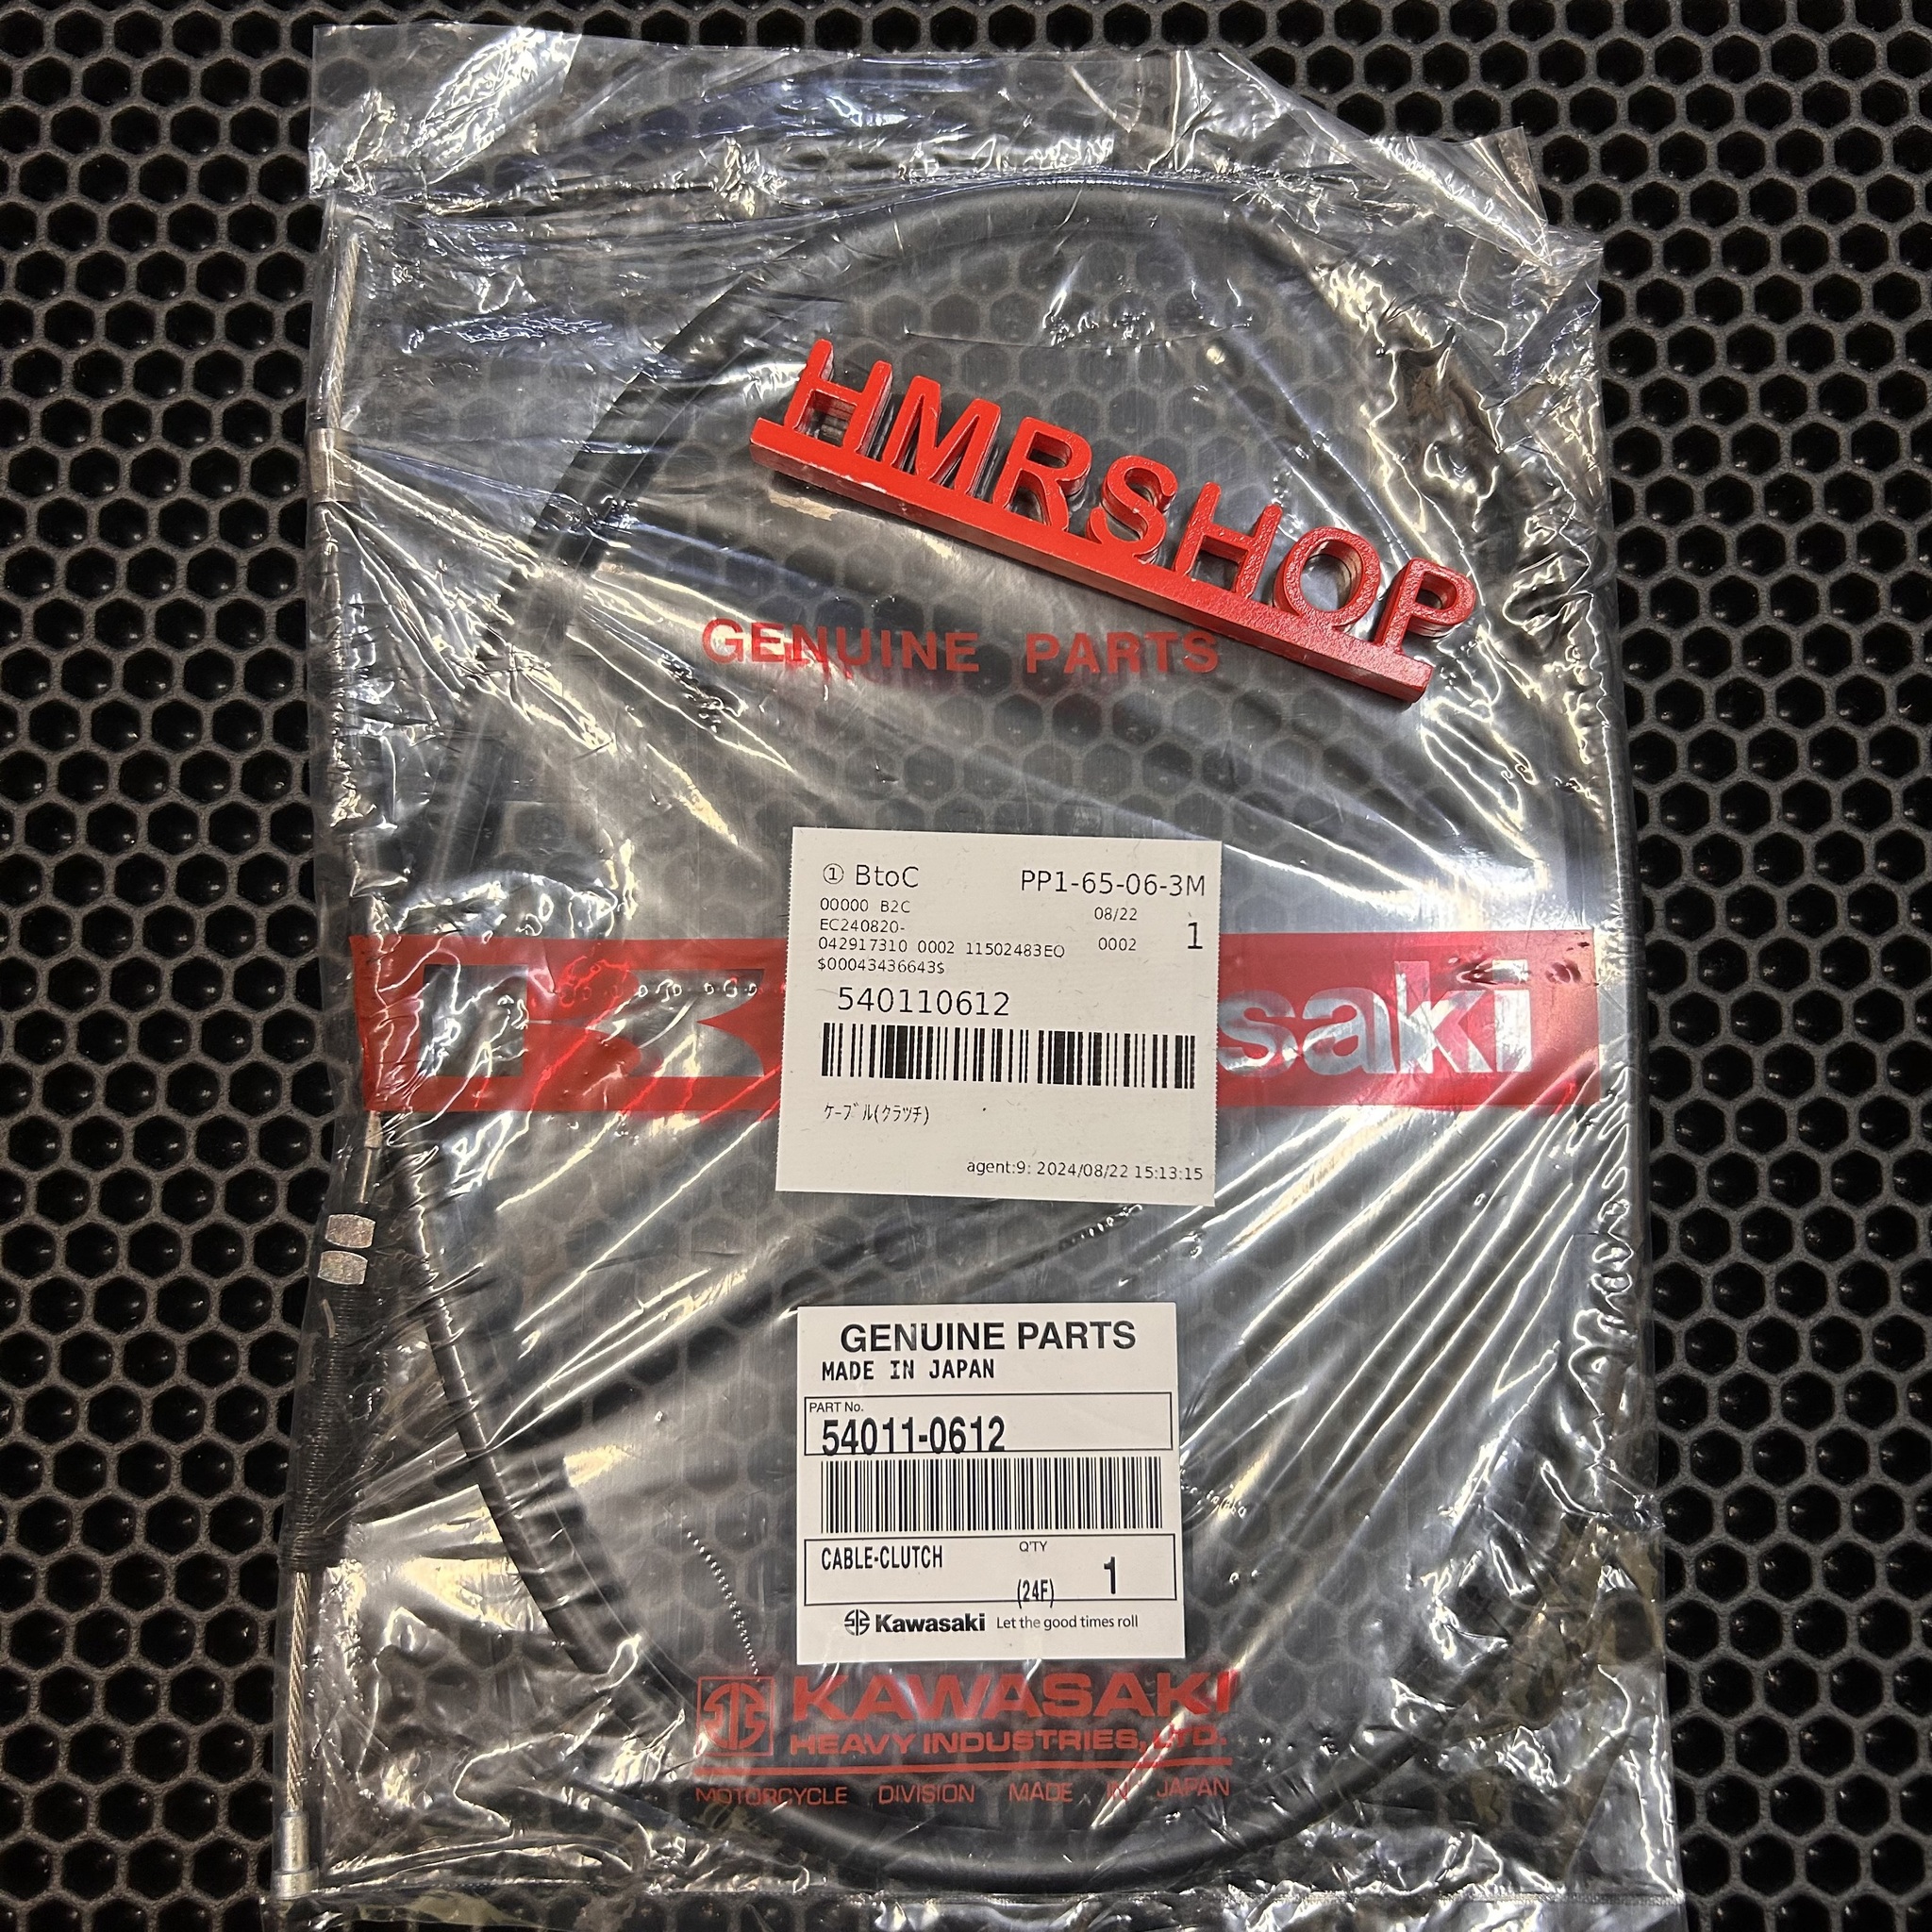 HMRSHOP
GENUINE PARTS
① BtoC PP1-65-06-3M
00000 B2C 08/22
EC240820-
042917310 0002 11502483EO 0002 1
$00043436643$
540110612
saki
ｹｰﾌﾞﾙ(ｸﾗｯﾁ)
agent:9: 2024/08/22 15:13:15
GENUINE PARTS
MADE IN JAPAN
PART No.
54011-0612
CABLE-CLUTCH Q'TY
(24F) 1
Kawasaki Let the good times roll
KAWASAKI
HEAVY INDUSTRIES, LTD.
MOTORCYCLE DIVISION MADE IN JAPAN